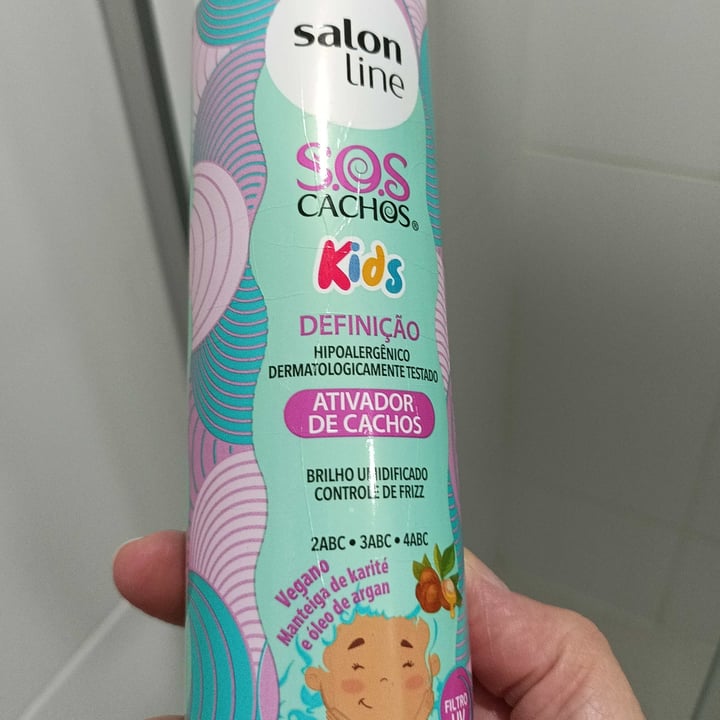 salon
line
S.O.S
CACHOS®
Kids
DEFINIÇÃO
HIPOALERGÊNICO
DERMATOLOGICAMENTE TESTADO
ATIVADOR
DE CACHOS
BRILHO UMIDIFICADO
CONTROLE DE FRIZZ
2ABC • 3ABC • 4ABC
Vegano
Manteiga de karité
e óleo de argan
FILTRO
UV